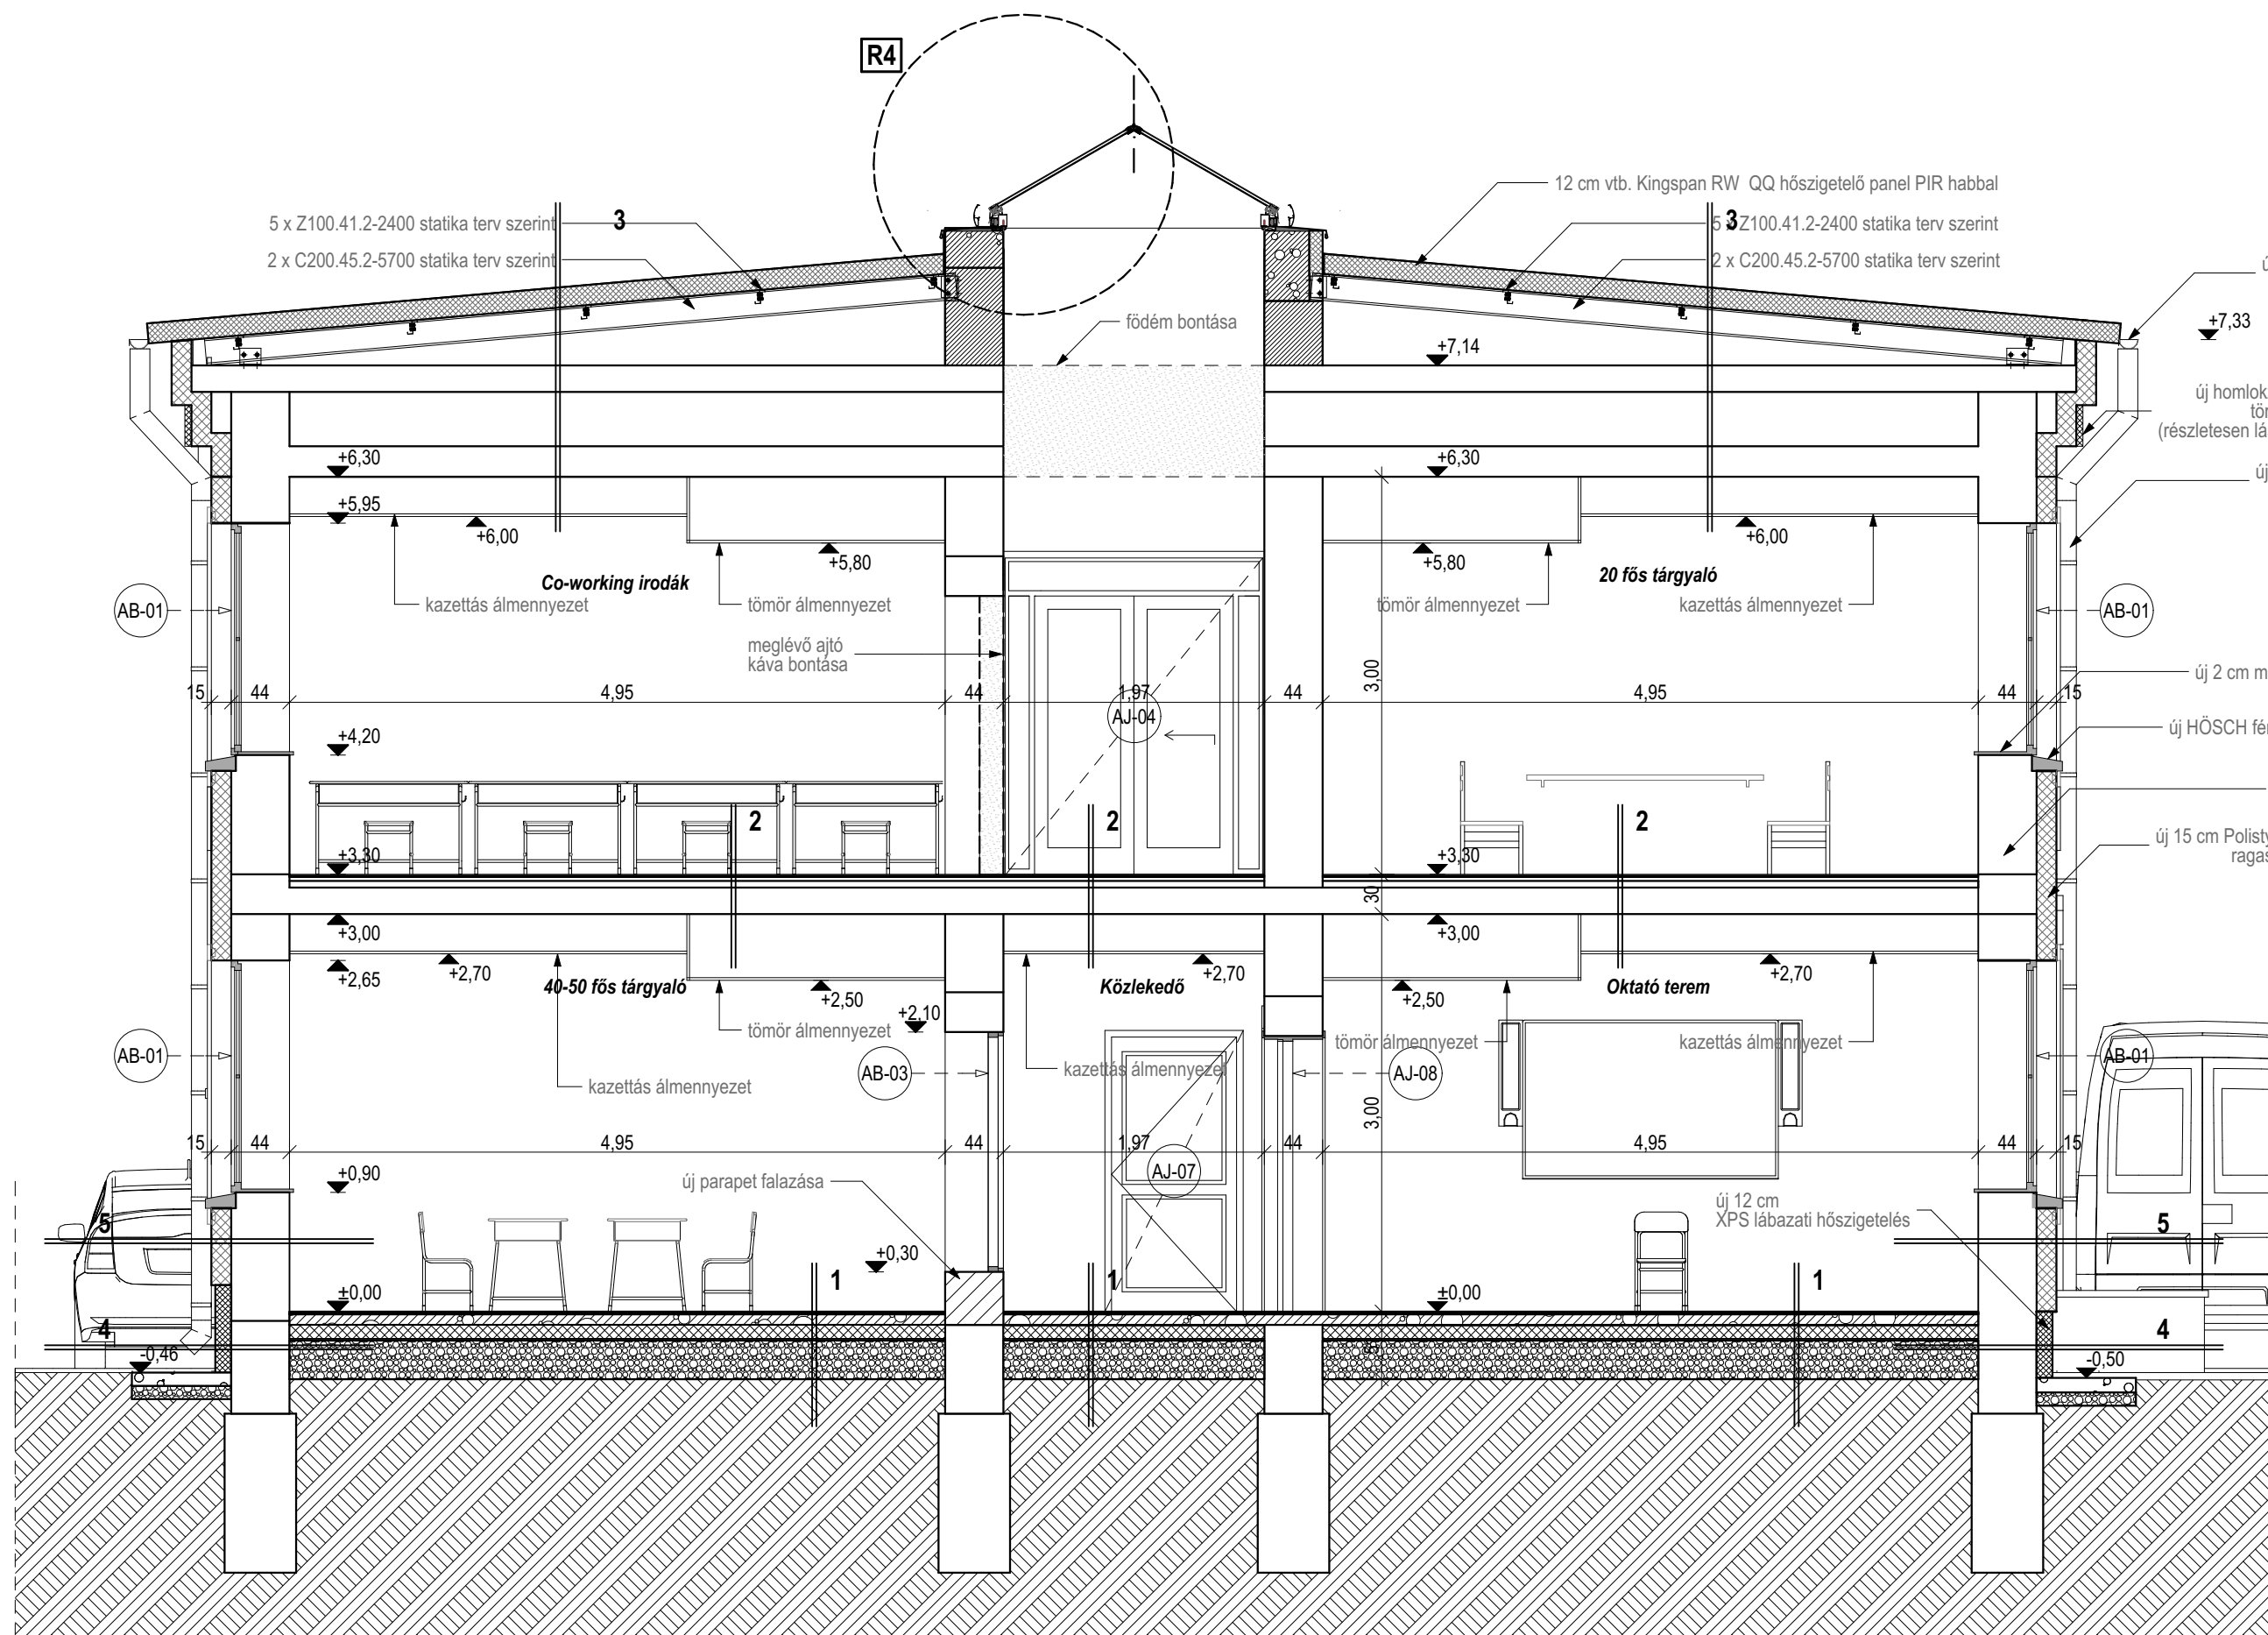 R4
12 cm vtb. Kingspan RW QQ hőszigetelő panel PIR habbal
5 x Z100.41.2-2400 statika terv szerint
3
3
5 x Z100.41.2-2400 statika terv szerint
2 x C200.45.2-5700 statika terv szerint
2 x C200.45.2-5700 statika terv szerint
födém bontása
+7,33
+7,14
új homlok
(részletesen lá
+6,30
+6,30
új
+5,95
+6,00
+6,00
+5,80
+5,80
Co-working irodák
20 fős tárgyaló
AB-01
kazettás álmennyezet
tömör álmennyezet
tömör álmennyezet
kazettás álmennyezet
AB-01
meglévő ajtó
káva bontása
3,00
új 2 cm m
15 44 4,95 44 1,97 44 4,95 44 15
AJ-04
új HÖSCH fé
+4,20
2
2
2
új 15 cm Polisty
ragas
+3,30
+3,30
30
+3,00
+3,00
+2,65
+2,70
+2,70
+2,70
40-50 fős tárgyaló
Közlekedő
Oktató terem
+2,50
+2,50
+2,10
tömör álmennyezet
tömör álmennyezet
kazettás álmennyezet
AB-01
AB-03
kazettás álmennyezet
AJ-08
AB-01
kazettás álmennyezet
3,00
15 44 4,95 44 1,97 44 4,95 44 15
AJ-07
+0,90
új parapet falazása
új 12 cm
XPS lábazati hőszigetelés
5
5
+0,30
1
1
1
±0,00
±0,00
4
4
-0,46
-0,50